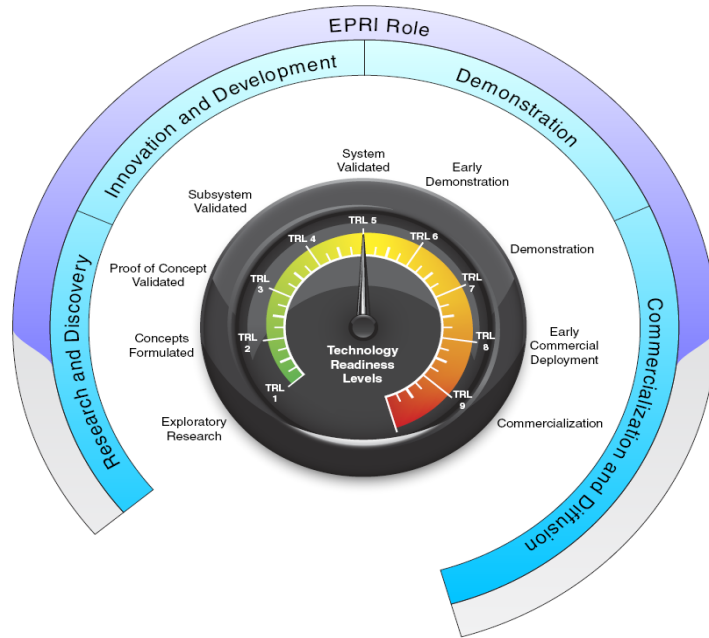 EPRI Role
Innovation and Development
Demonstration
Research and Discovery
Commercialization and Diffusion
System
Validated
Early
Demonstration
Subsystem
Validated
Demonstration
Proof of Concept
Validated
Concepts
Formulated
Early
Commercial
Deployment
Exploratory
Research
Commercialization
TRL 5
TRL 4
TRL 6
TRL
3
TRL
7
TRL
2
TRL
8
TRL
1
TRL
9
Technology
Readiness
Levels